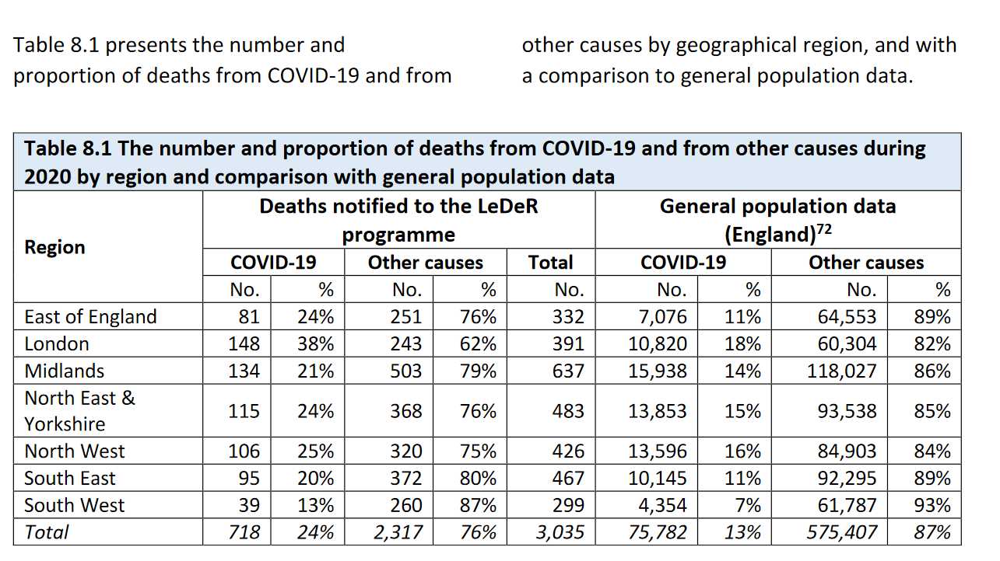 Table 8.1 presents the number and
proportion of deaths from COVID-19 and from
other causes by geographical region, and with
a comparison to general population data.
Table 8.1 The number and proportion of deaths from COVID-19 and from other causes during
2020 by region and comparison with general population data
Region
Deaths notified to the LeDeR
programme
General population data
(England)72
COVID-19 Other causes Total COVID-19 Other causes
No. % No. % No. No. % No. %
East of England 81 24% 251 76% 332 7,076 11% 64,553 89%
London 148 38% 243 62% 391 10,820 18% 60,304 82%
Midlands 134 21% 503 79% 637 15,938 14% 118,027 86%
North East &
Yorkshire 115 24% 368 76% 483 13,853 15% 93,538 85%
North West 106 25% 320 75% 426 13,596 16% 84,903 84%
South East 95 20% 372 80% 467 10,145 11% 92,295 89%
South West 39 13% 260 87% 299 4,354 7% 61,787 93%
Total 718 24% 2,317 76% 3,035 75,782 13% 575,407 87%